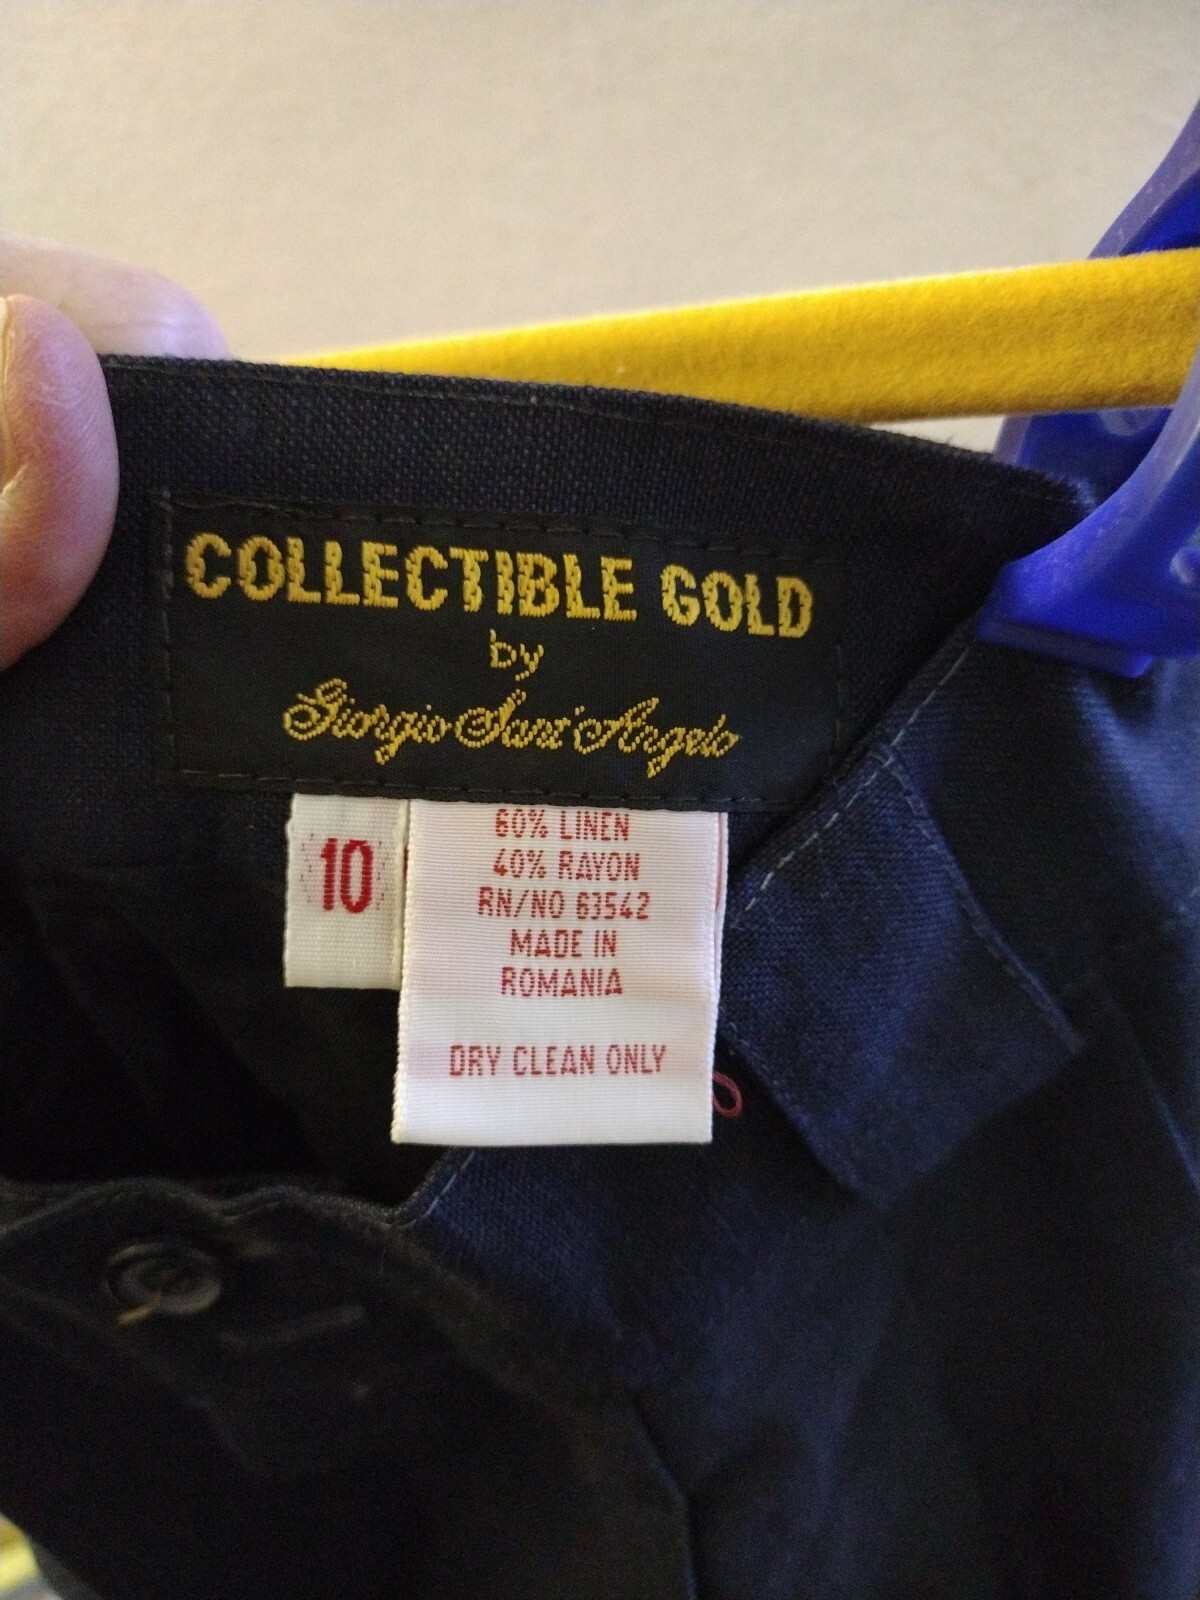 COLLECTIBLE GOLD
by
Giorgio Sant'Angelo
10
60% LINEN
40% RAYON
RN/NO 63542
MADE IN
ROMANIA
DRY CLEAN ONLY